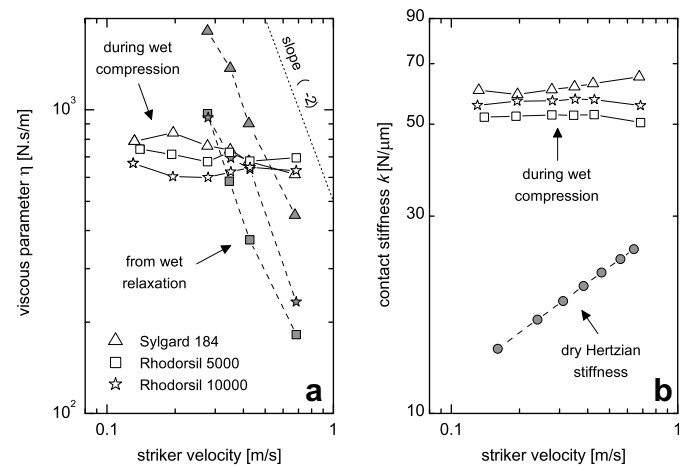 during wet
compression
slope (-2)
10³
viscous parameter η [N.s/m]
from wet
relaxation
Sylgard 184
Rhodorsil 5000
Rhodorsil 10000
a
10²
0.1
1
striker velocity [m/s]
90
70
50
30
10
contact stiffness k [N/μm]
during wet
compression
dry Hertzian
stiffness
b
0.1
1
striker velocity [m/s]